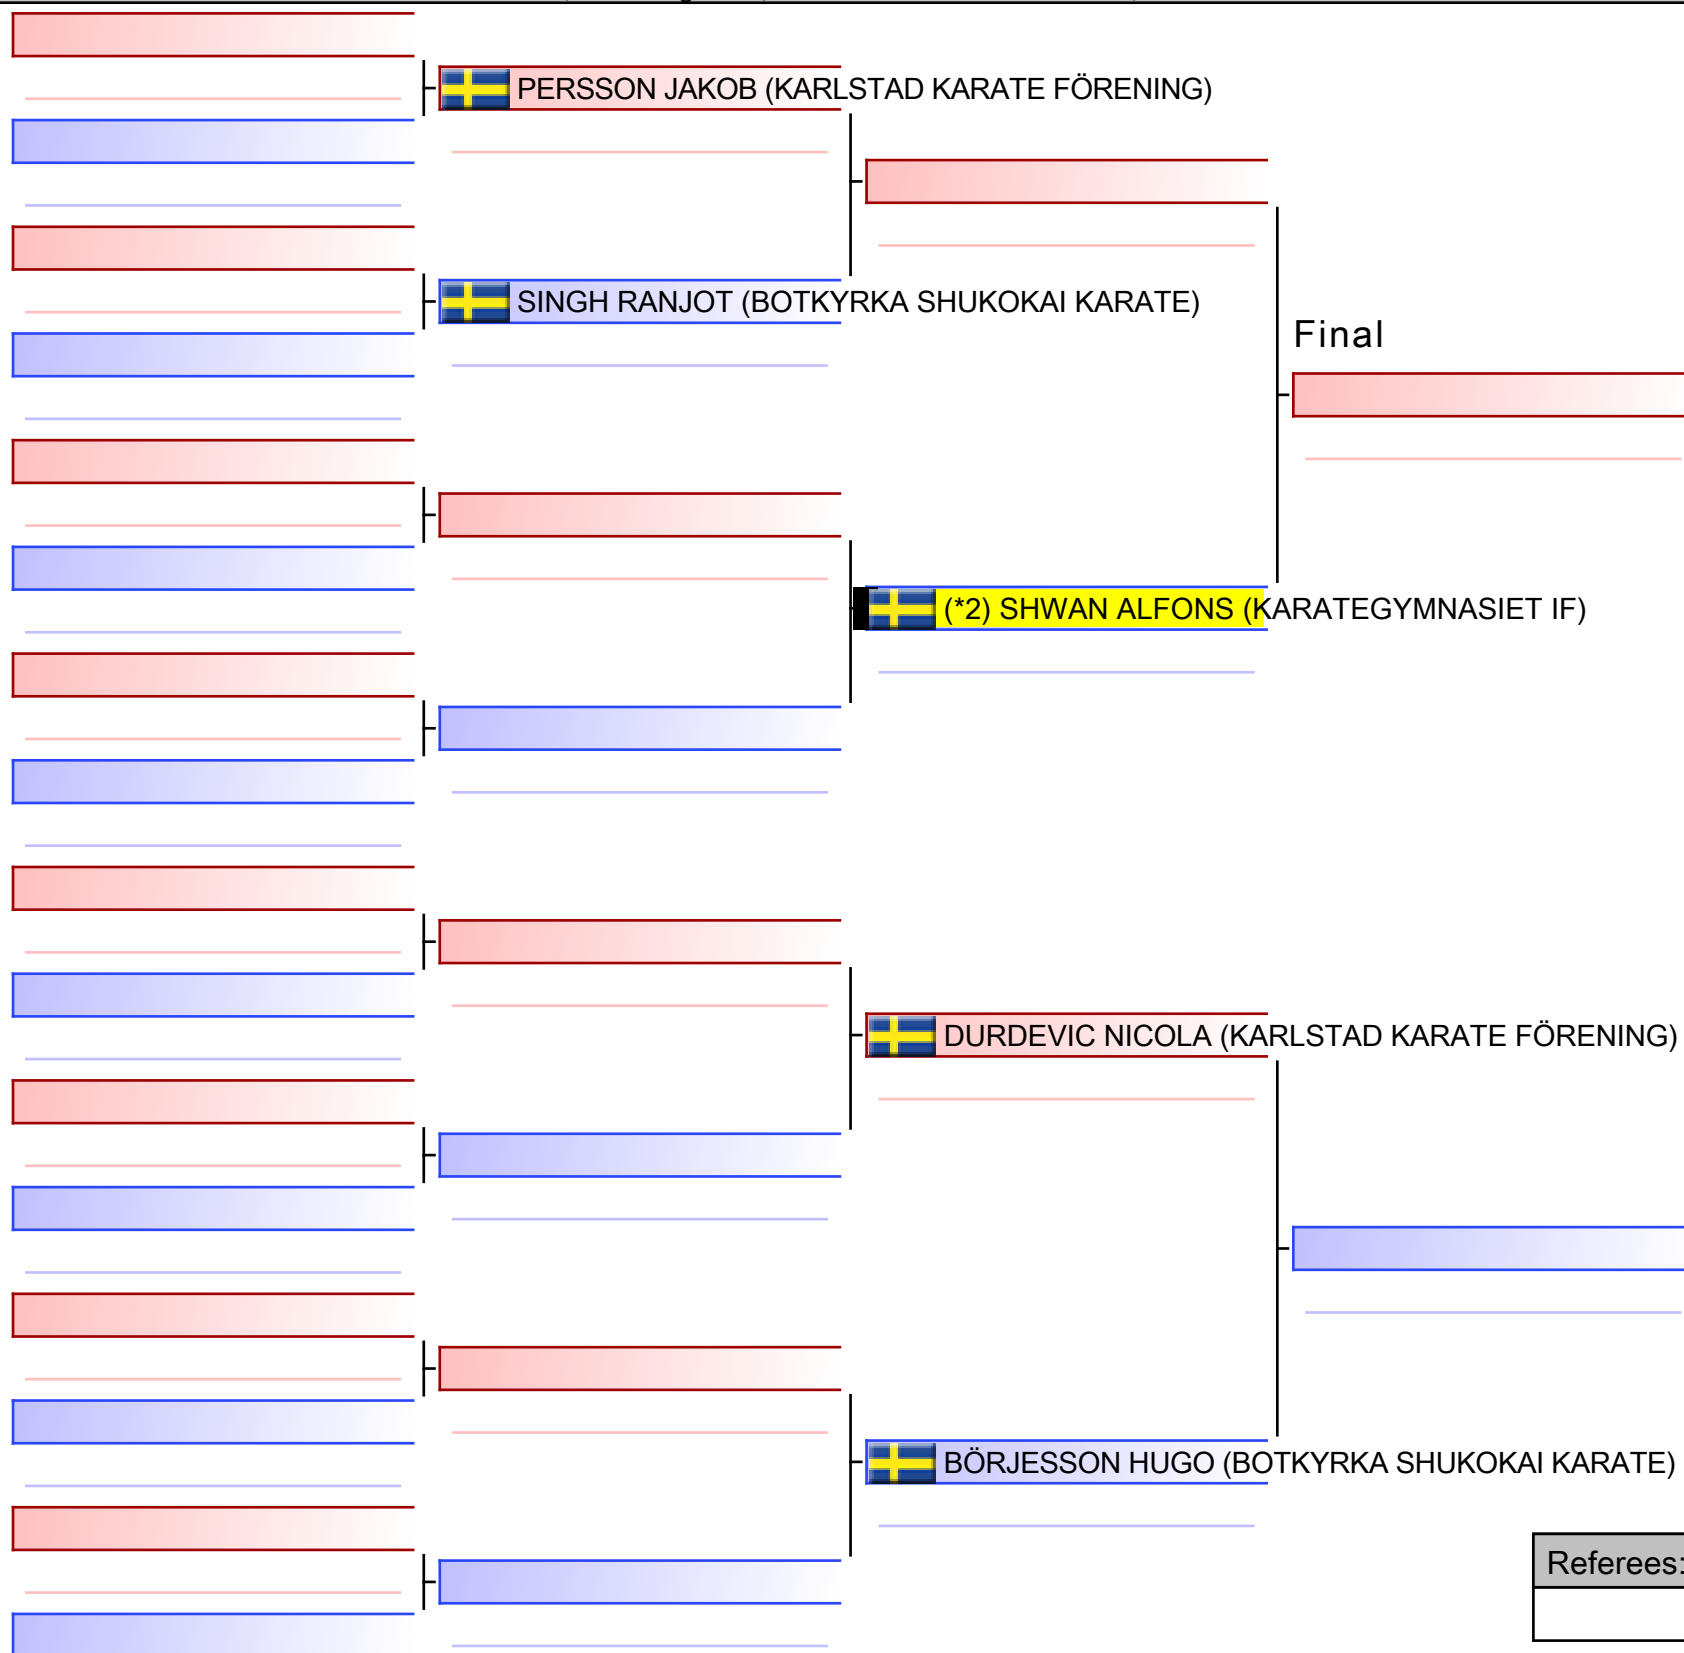 PERSSON JAKOB (KARLSTAD KARATE FÖRENING)
SINGH RANJOT (BOTKYRKA SHUKOKAI KARATE)
Final
(*2) SHWAN ALFONS (KARATEGYMNASIET IF)
DURDEVIC NICOLA (KARLSTAD KARATE FÖRENING)
BÖRJESSON HUGO (BOTKYRKA SHUKOKAI KARATE)
Referees: